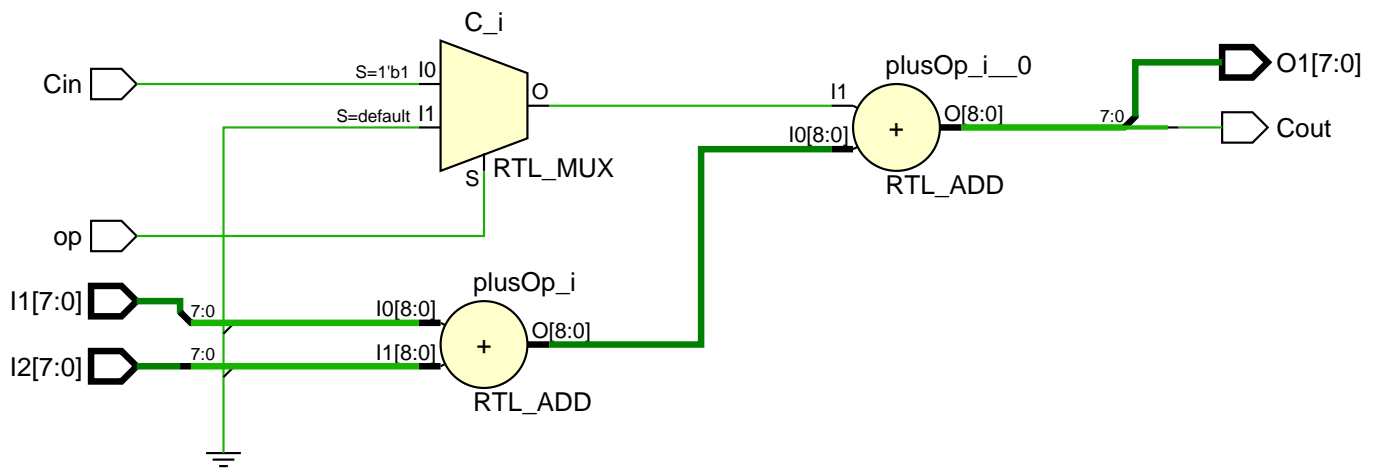 C_i
Cin
S=1'b1
I0
S=default
I1
O
S
RTL_MUX
op
I1[7:0]
7:0
I0[8:0]
I2[7:0]
7:0
I1[8:0]
plusOp_i
+
O[8:0]
RTL_ADD
plusOp_i__0
I1
I0[8:0]
+
O[8:0]
RTL_ADD
7:0
O1[7:0]
Cout